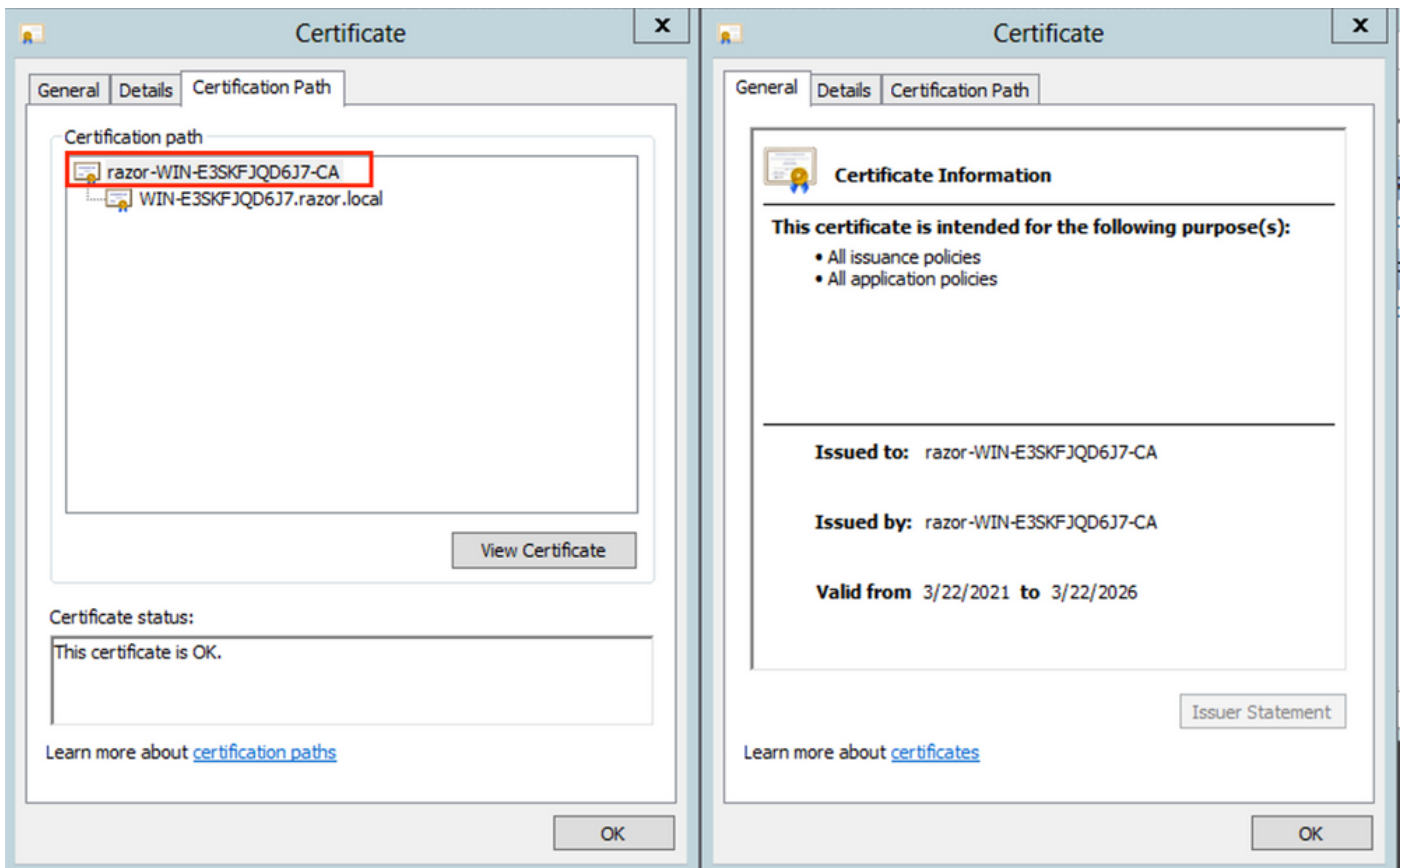 Certificate
x
General
Details
Certification Path
Certification path
razor-WIN-E3SKFJQD6J7-CA
WIN-E3SKFJQD6J7.razor.local
View Certificate
Certificate status:
This certificate is OK.
Learn more about certification paths
OK
Certificate
x
General
Details
Certification Path
Certificate Information
This certificate is intended for the following purpose(s):
• All issuance policies
• All application policies
Issued to: razor-WIN-E3SKFJQD6J7-CA
Issued by: razor-WIN-E3SKFJQD6J7-CA
Valid from 3/22/2021 to 3/22/2026
Issuer Statement
Learn more about certificates
OK